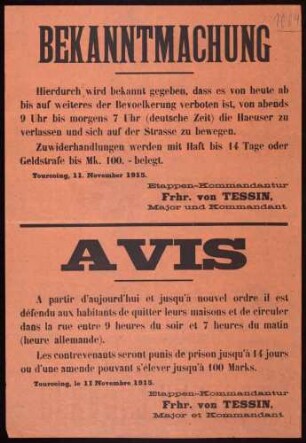 BEKANNTMACHUNG
Hierdurch wird bekannt gegeben, dass es von heute ab
bis auf weiteres der Bevoelkerung verboten ist, von abends
9 Uhr bis morgens 7 Uhr (deutsche Zeit) die Haeuser zu
verlassen und sich auf der Strasse zu bewegen.
Zuwiderhandlungen werden mit Haft bis 14 Tage oder
Geldstrafe bis Mk. 100. - belegt.
Tourcoing, 11. November 1915.
Etappen-Kommandantur
Frhr. von TESSIN,
Major und Kommandant
AVIS
A partir d'aujourd'hui et jusqu'à nouvel ordre il est
défendu aux habitants de quitter leurs maisons et de circuler
dans la rue entre 9 heures du soir et 7 heures du matin
(heure allemande).
Les contrevenants seront punis de prison jusqu'à 14 jours
ou d'une amende pouvant s'élever jusqu'à 100 Marks.
Tourcoing, le 11 Novembre 1915.
Etappen-Kommandantur
Frhr. von TESSIN,
Major et Kommandant